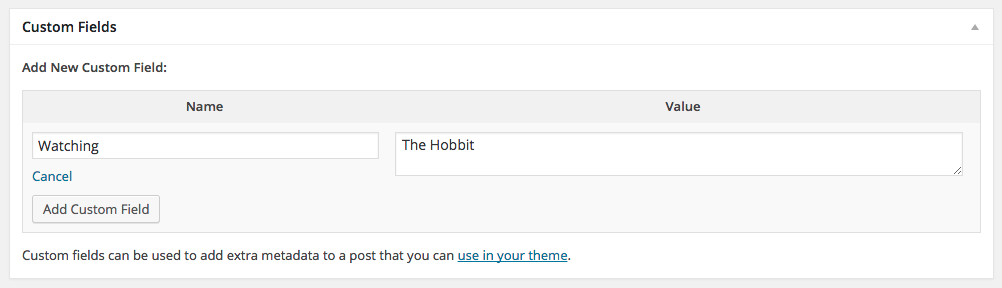 Custom Fields
Add New Custom Field:
Name Value
Watching The Hobbit
Cancel
Add Custom Field
Custom fields can be used to add extra metadata to a post that you can use in your theme.